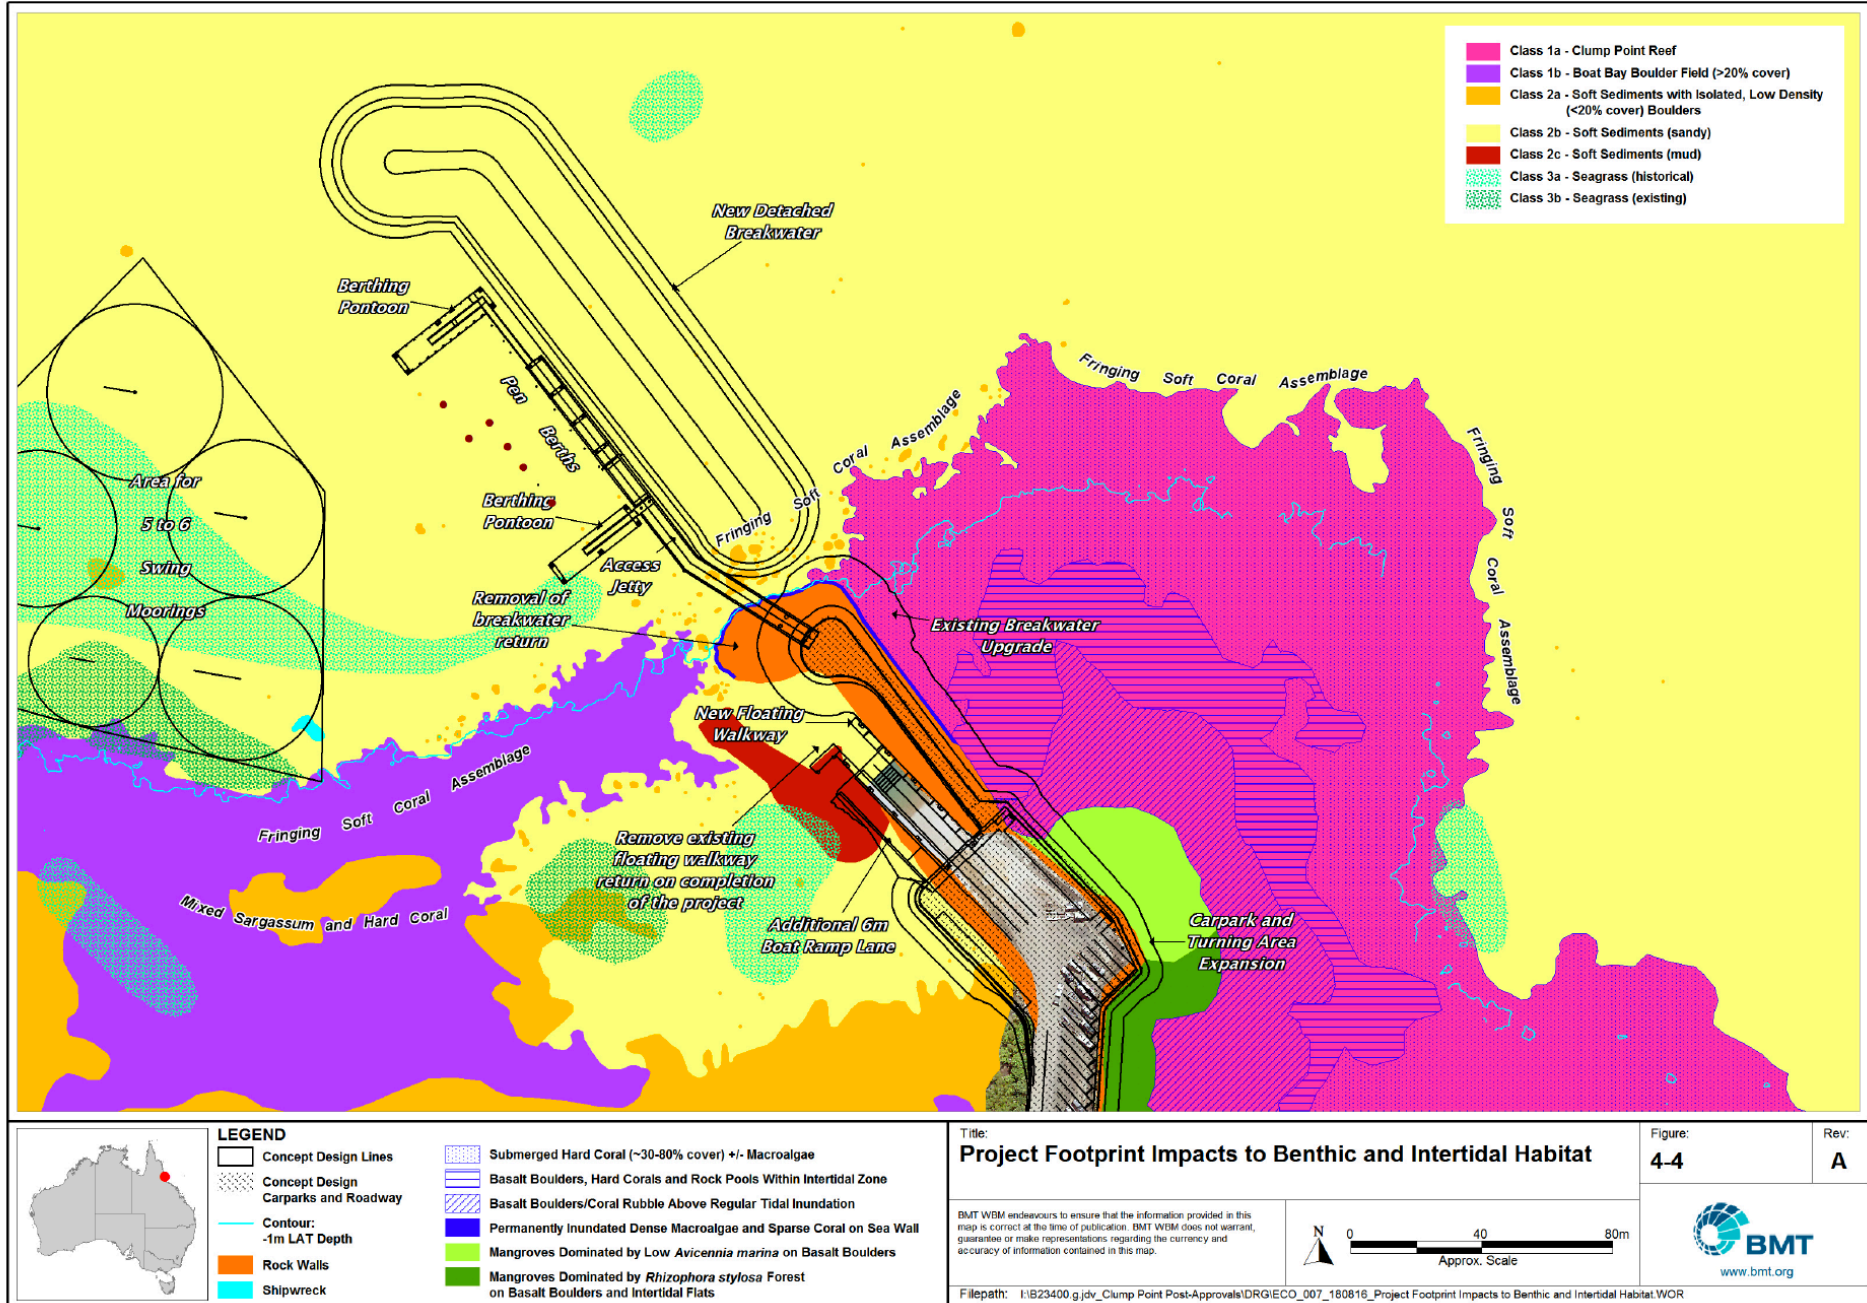 Class 1a - Clump Point Reef
Class 1b - Boat Bay Boulder Field (>20% cover)
Class 2a - Soft Sediments with Isolated, Low Density
(<20% cover) Boulders
Class 2b - Soft Sediments (sandy)
Class 2c - Soft Sediments (mud)
Class 3a - Seagrass (historical)
Class 3b - Seagrass (existing)
New Detached
Breakwater
Berthing
Pontoon
Pen
Berths
Berthing
Pontoon
Access
Jetty
Area for
5 to 6
Swing
Moorings
Removal of
breakwater
return
Fringing Soft Coral Assemblage
Fringing Soft Coral Assemblage
Fringing Soft Coral Assemblage
Existing Breakwater
Upgrade
New Floating
Walkway
Fringing Soft Coral Assemblage
Mixed Sargassum and Hard Coral
Remove existing
floating walkway
return on completion
of the project
Additional 6m
Boat Ramp Lane
Carpark and
Turning Area
Expansion
LEGEND
Concept Design Lines
Concept Design
Carparks and Roadway
Contour:
-1m LAT Depth
Rock Walls
Shipwreck
Submerged Hard Coral (~30-80% cover) +/- Macroalgae
Basalt Boulders, Hard Corals and Rock Pools Within Intertidal Zone
Basalt Boulders/Coral Rubble Above Regular Tidal Inundation
Permanently Inundated Dense Macroalgae and Sparse Coral on Sea Wall
Mangroves Dominated by Low Avicennia marina on Basalt Boulders
Mangroves Dominated by Rhizophora stylosa Forest
on Basalt Boulders and Intertidal Flats
Title:
Project Footprint Impacts to Benthic and Intertidal Habitat
Figure:
4-4
Rev:
A
BMT WBM endeavours to ensure that the information provided in this
map is correct at the time of publication. BMT WBM does not warrant,
guarantee or make representations regarding the currency and
accuracy of information contained in this map.
N
0 40 80m
Approx. Scale
BMT
www.bmt.org
Filepath: I:\B23400.g.jdv_Clump Point Post-Approvals\DRG\ECO_007_180816_Project Footprint Impacts to Benthic and Intertidal Habitat.WOR